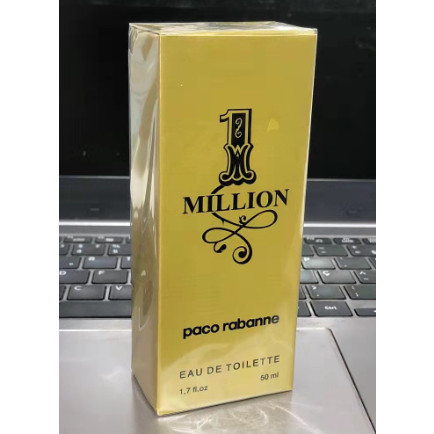 1
MILLION
paco rabanne
EAU DE TOILETTE
1.7 fl.oz 50 ml